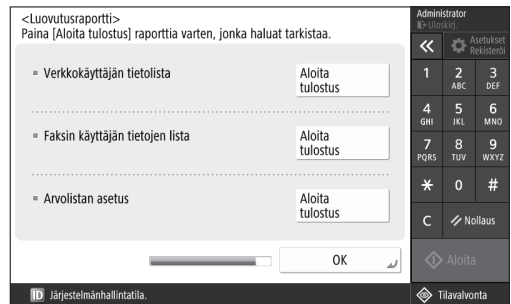 <Luovutusraportti>
Paina [Aloita tulostus] raporttia varten, jonka haluat tarkistaa.
Verkkokäyttäjän tietolista
Aloita
tulostus
Faksin käyttäjän tietojen lista
Aloita
tulostus
Arvolistan asetus
Aloita
tulostus
OK
ID Järjestelmänhallintatila.
Administrator
Uloskirj.
Asetukset
Rekisteröi
1 2 3
ABC DEF
4 5 6
GHI JKL MNO
7 8 9
PQRS TUV WXYZ
* 0 #
C Nollaus
Aloita
Tilavalvonta